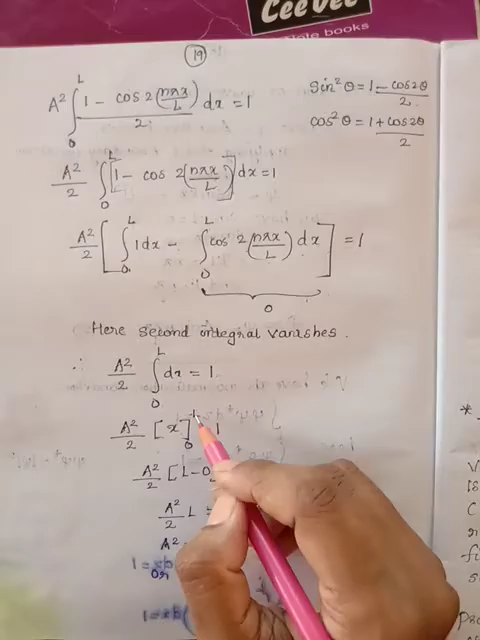 CeeVee
books
19
A² ∫₀ᴸ (1 - cos 2(nπx/L))/2 dx = 1
Sin²θ = 1 - cos2θ/2
cos²θ = 1 + cos2θ/2
A²/2 ∫₀ᴸ [1 - cos 2(nπx/L)] dx = 1
A²/2 [∫₀ᴸ 1dx - ∫₀ᴸ cos 2(nπx/L) dx] = 1
0
Here second integral vanishes.
∴ A²/2 ∫₀ᴸ dx = 1
A²/2 [x]₀ᴸ = 1
A²/2 [L-0
A²/2 L =
A²